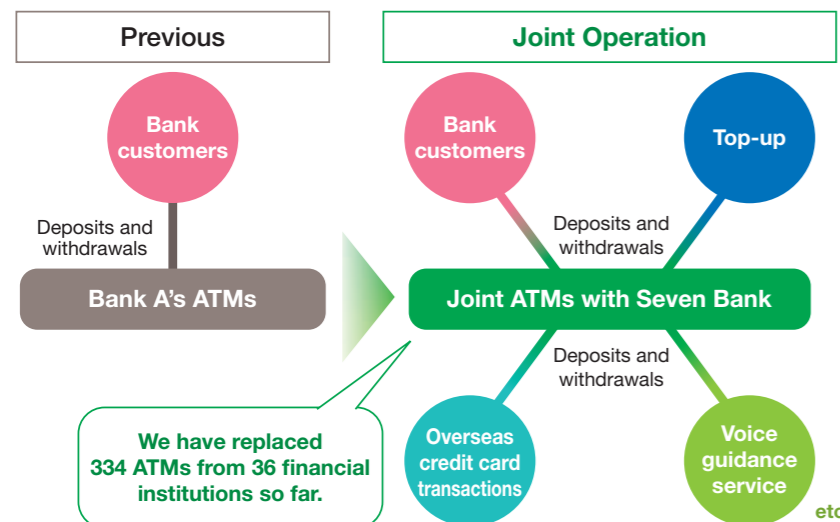 Previous
Bank
customers
Deposits and
withdrawals
Bank A's ATMs
Joint Operation
Bank
customers
Top-up
Deposits and
withdrawals
Joint ATMs with Seven Bank
Deposits and
withdrawals
We have replaced
334 ATMs from 36 financial
institutions so far.
Overseas
credit card
transactions
Voice
guidance
service